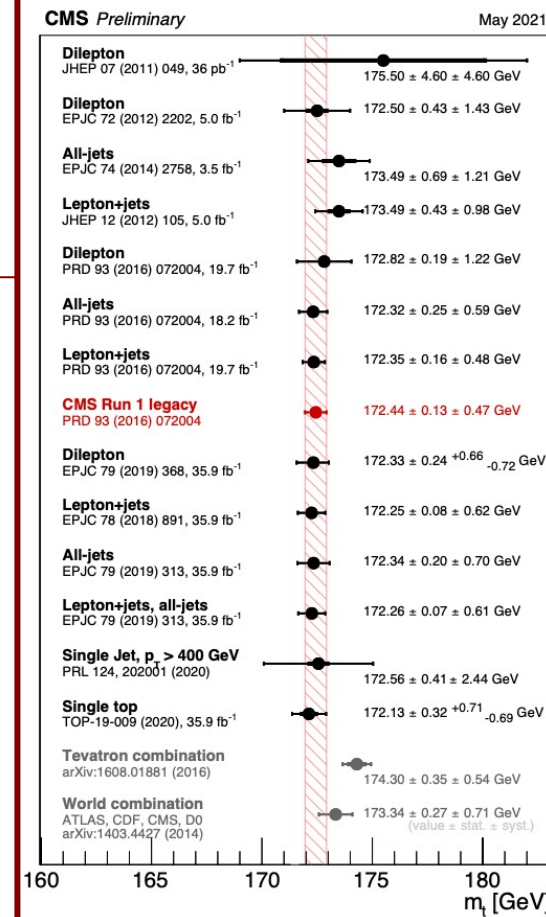 CMS Preliminary May 2021
Dilepton
JHEP 07 (2011) 049, 36 pb⁻¹
175.50 ± 4.60 ± 4.60 GeV
Dilepton
EPJC 72 (2012) 2202, 5.0 fb⁻¹
172.50 ± 0.43 ± 1.43 GeV
All-jets
EPJC 74 (2014) 2758, 3.5 fb⁻¹
173.49 ± 0.69 ± 1.21 GeV
Lepton+jets
JHEP 12 (2012) 105, 5.0 fb⁻¹
173.49 ± 0.43 ± 0.98 GeV
Dilepton
PRD 93 (2016) 072004, 19.7 fb⁻¹
172.82 ± 0.19 ± 1.22 GeV
All-jets
PRD 93 (2016) 072004, 18.2 fb⁻¹
172.32 ± 0.25 ± 0.59 GeV
Lepton+jets
PRD 93 (2016) 072004, 19.7 fb⁻¹
172.35 ± 0.16 ± 0.48 GeV
CMS Run 1 legacy
PRD 93 (2016) 072004
172.44 ± 0.13 ± 0.47 GeV
Dilepton
EPJC 79 (2019) 368, 35.9 fb⁻¹
172.33 ± 0.24 +0.66 -0.72 GeV
Lepton+jets
EPJC 78 (2018) 891, 35.9 fb⁻¹
172.25 ± 0.08 ± 0.62 GeV
All-jets
EPJC 79 (2019) 313, 35.9 fb⁻¹
172.34 ± 0.20 ± 0.70 GeV
Lepton+jets, all-jets
EPJC 79 (2019) 313, 35.9 fb⁻¹
172.26 ± 0.07 ± 0.61 GeV
Single Jet, p_T > 400 GeV
PRL 124, 202001 (2020)
172.56 ± 0.41 ± 2.44 GeV
Single top
TOP-19-009 (2020), 35.9 fb⁻¹
172.13 ± 0.32 +0.71 -0.69 GeV
Tevatron combination
arXiv:1608.01881 (2016)
174.30 ± 0.35 ± 0.54 GeV
World combination
ATLAS, CDF, CMS, D0
arXiv:1403.4427 (2014)
173.34 ± 0.27 ± 0.71 GeV
(value ± stat. ± syst.)
160 165 170 175 180
m_t [GeV]